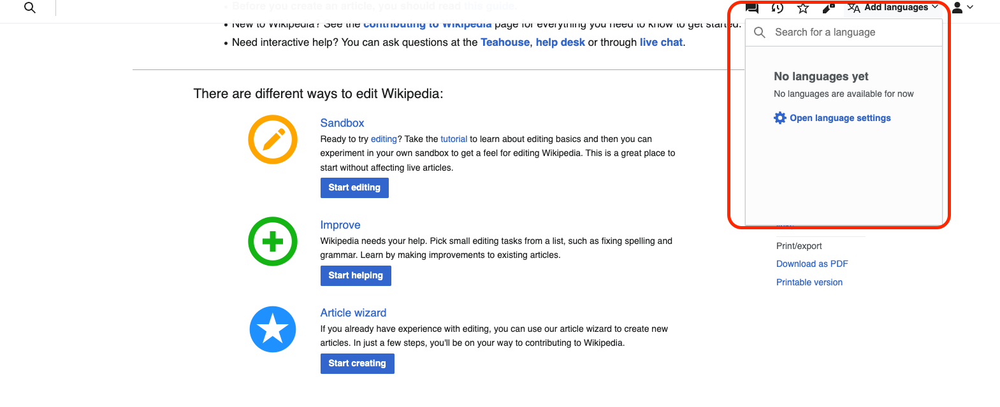 Before you create an article, you should read this guide.
Add languages
New to Wikipedia? See the contributing to Wikipedia page for everything you need to know to get started.
Search for a language
Need interactive help? You can ask questions at the Teahouse, help desk or through live chat.
No languages yet
No languages are available for now
Open language settings
There are different ways to edit Wikipedia:
Sandbox
Ready to try editing? Take the tutorial to learn about editing basics and then you can
experiment in your own sandbox to get a feel for editing Wikipedia. This is a great place to
start without affecting live articles.
Start editing
Improve
Wikipedia needs your help. Pick small editing tasks from a list, such as fixing spelling and
grammar. Learn by making improvements to existing articles.
Start helping
Print/export
Download as PDF
Printable version
Article wizard
If you already have experience with editing, you can use our article wizard to create new
articles. In just a few steps, you'll be on your way to contributing to Wikipedia.
Start creating